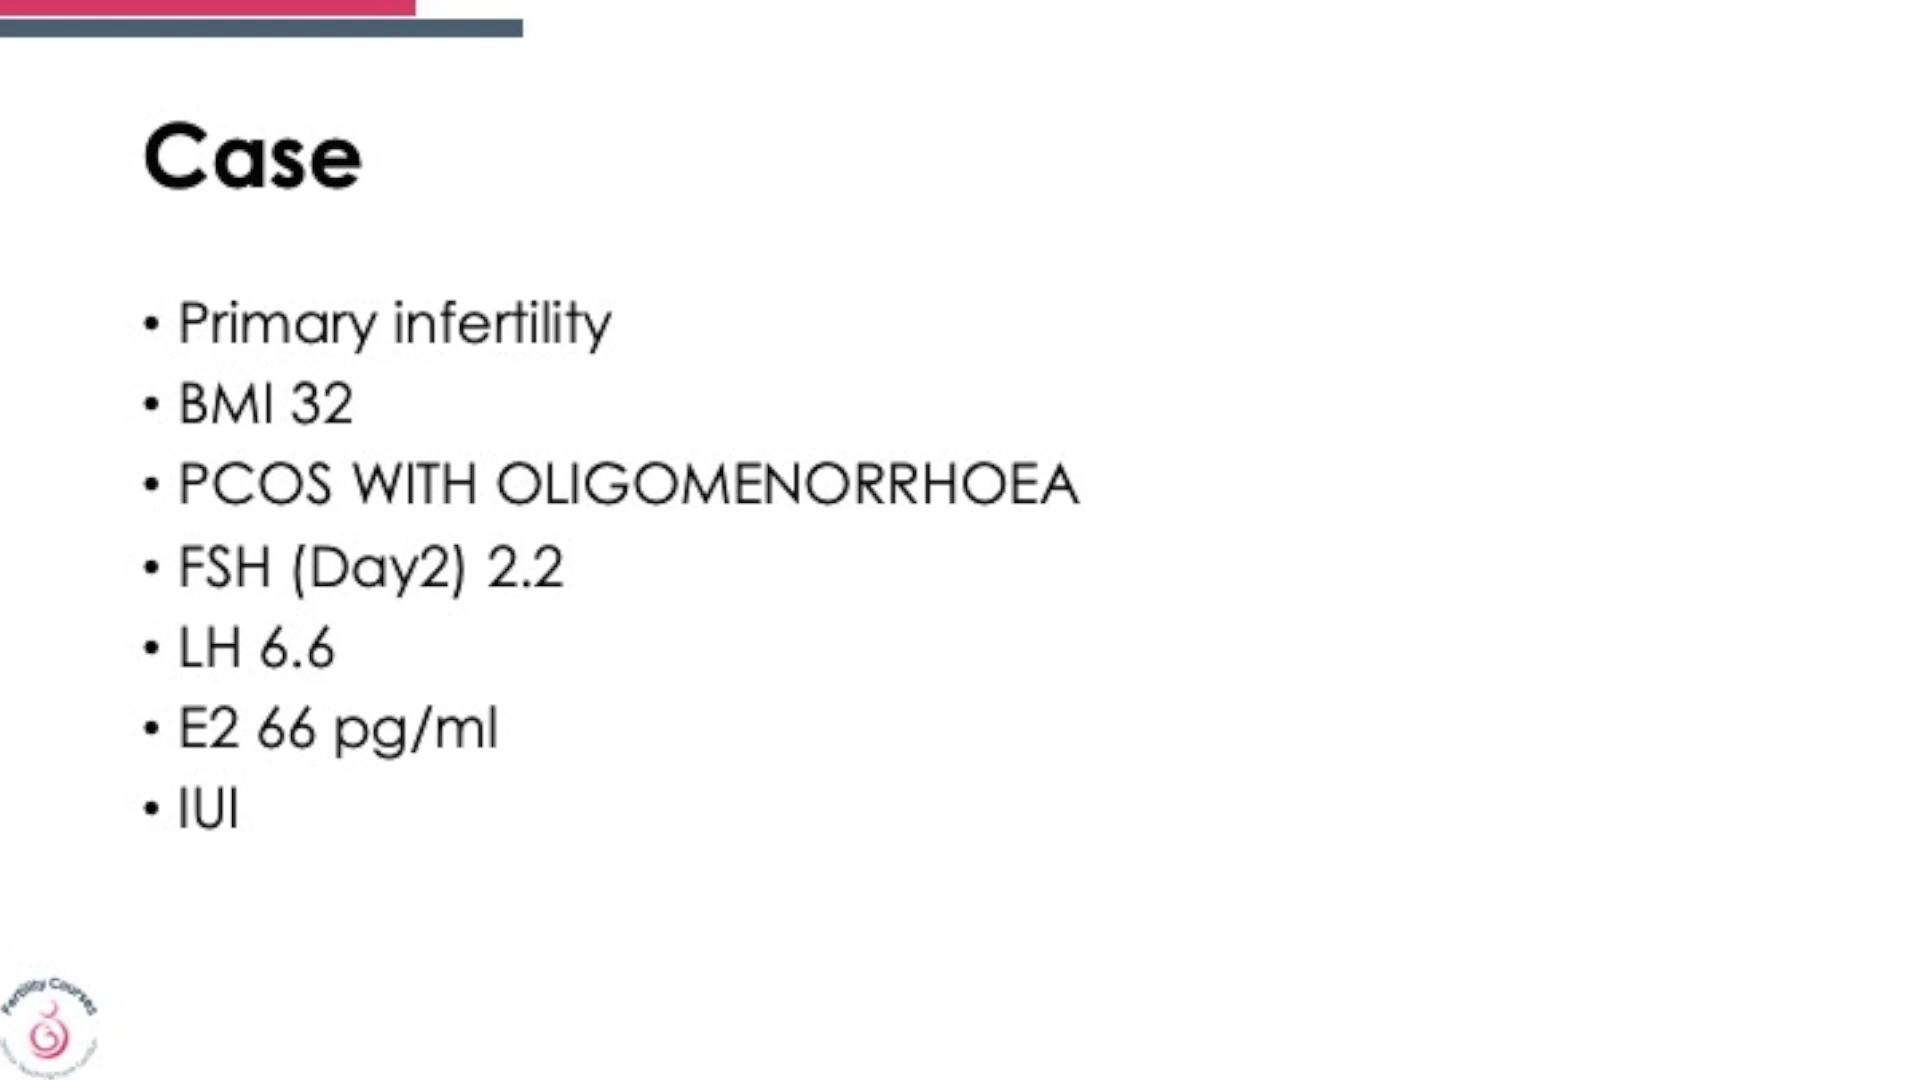 Case
• Primary infertility
• BMI 32
• PCOS WITH OLIGOMENORRHOEA
• FSH (Day2) 2.2
• LH 6.6
• E2 66 pg/ml
• IUI
Fertility Courses